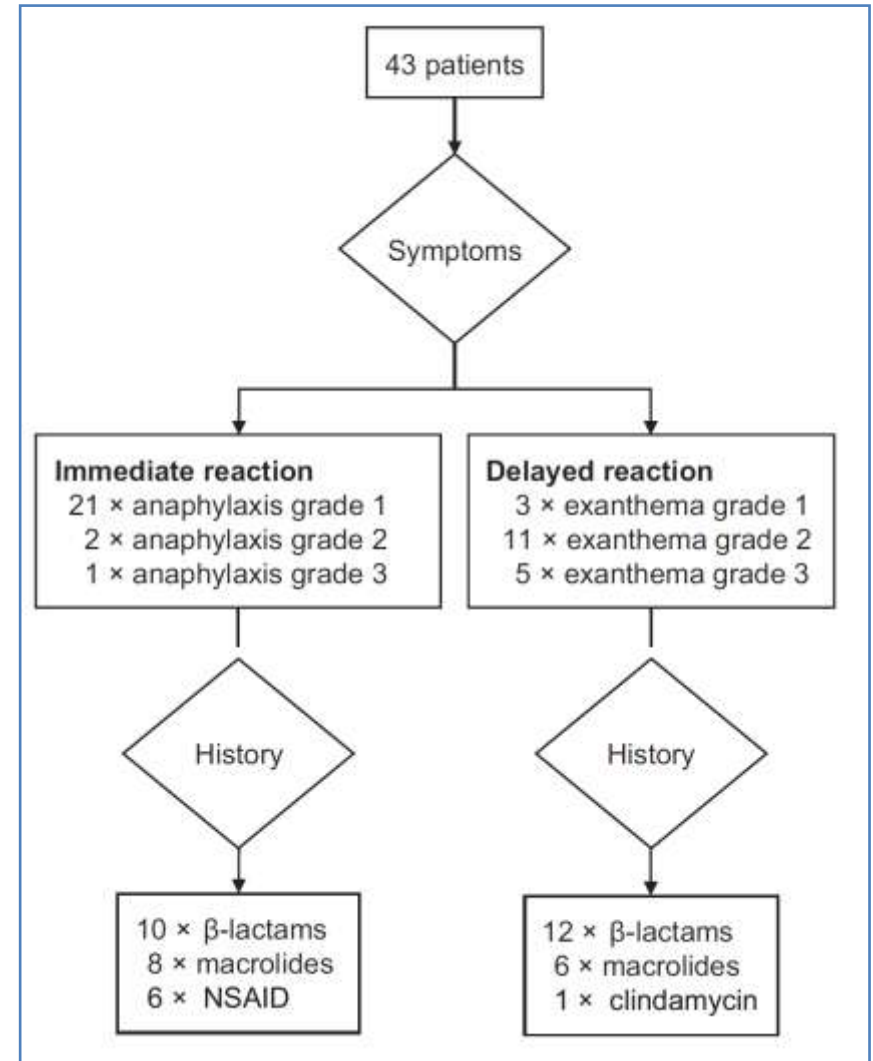 43 patients
Symptoms
Immediate reaction
21 × anaphylaxis grade 1
2 × anaphylaxis grade 2
1 × anaphylaxis grade 3
Delayed reaction
3 × exanthema grade 1
11 × exanthema grade 2
5 × exanthema grade 3
History
History
10 × β-lactams
8 × macrolides
6 × NSAID
12 × β-lactams
6 × macrolides
1 × clindamycin